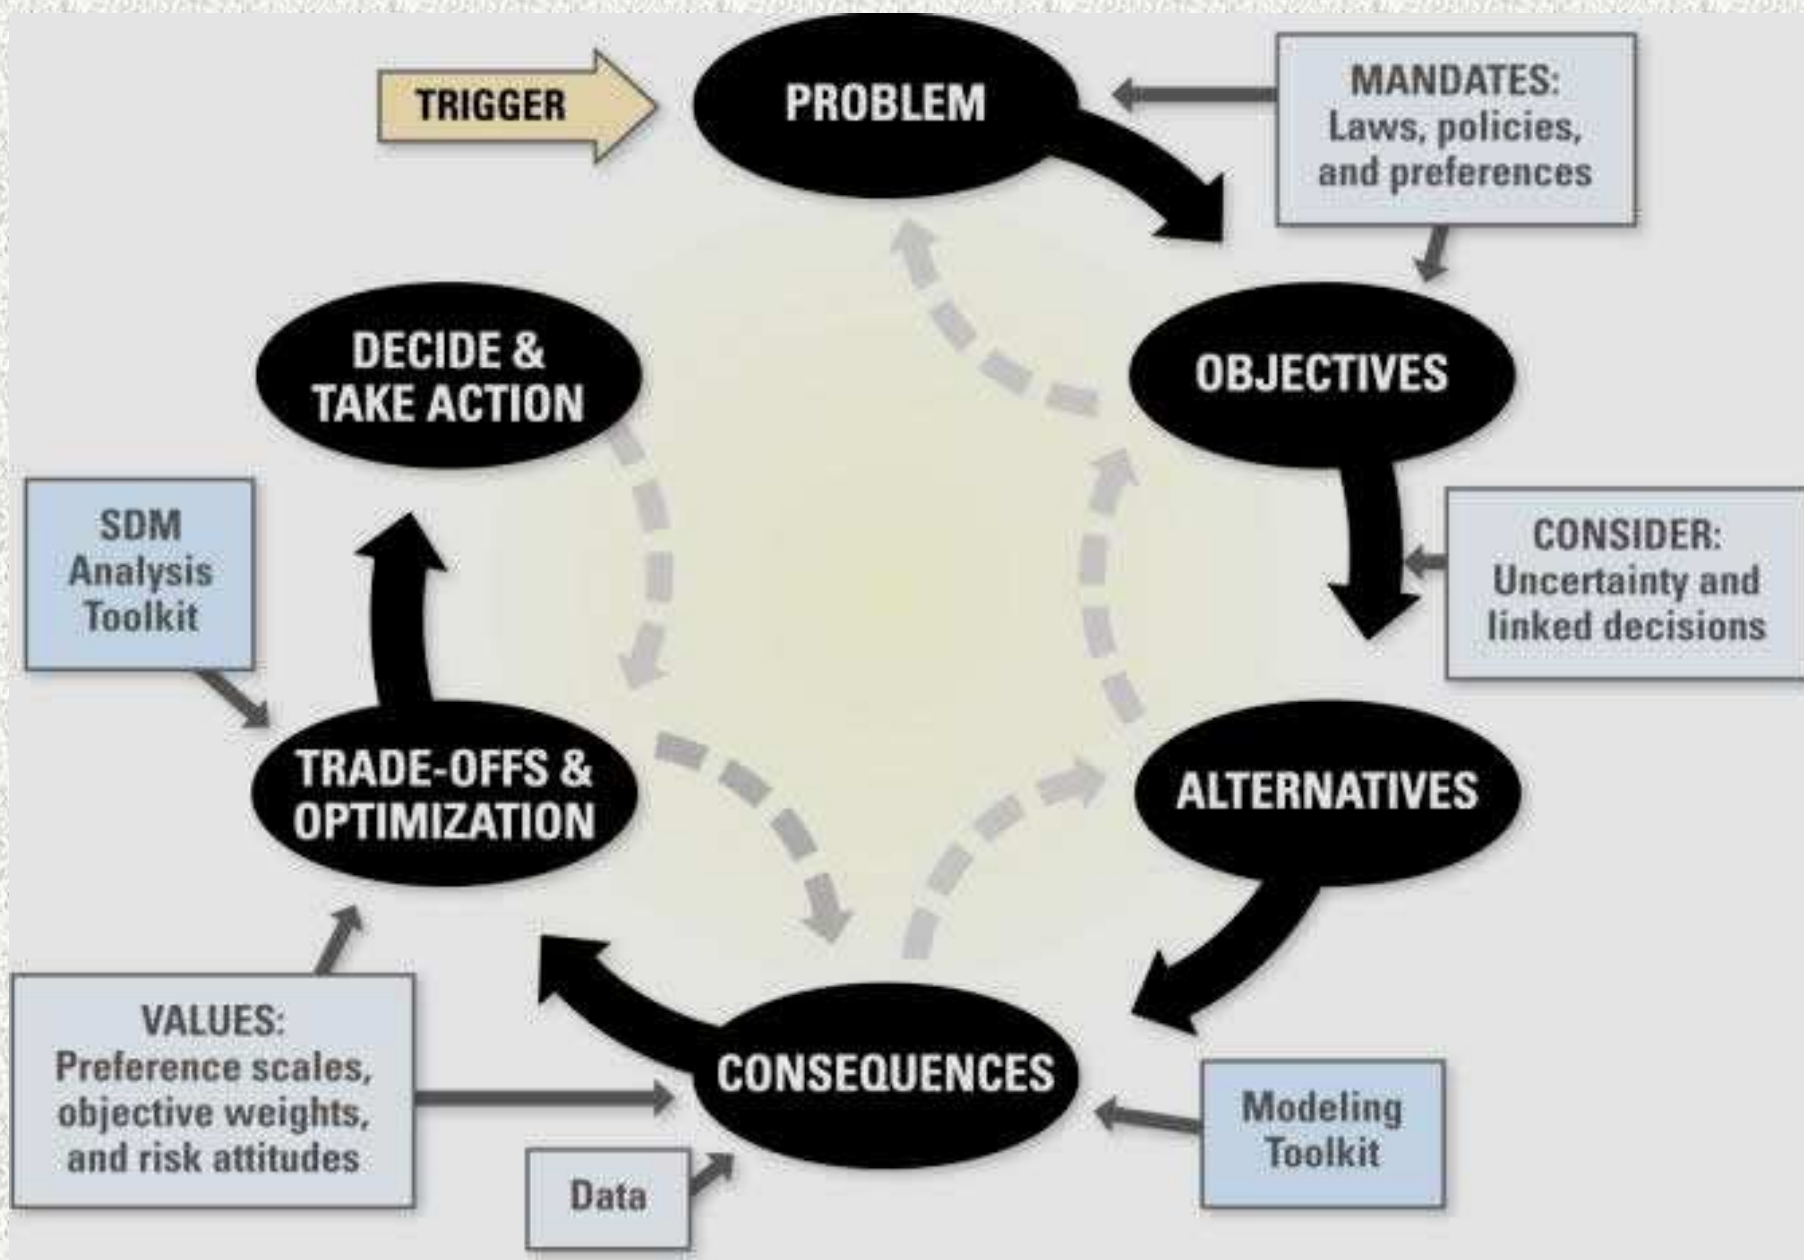 TRIGGER
PROBLEM
MANDATES:
Laws, policies,
and preferences
DECIDE &
TAKE ACTION
OBJECTIVES
SDM
Analysis
Toolkit
CONSIDER:
Uncertainty and
linked decisions
TRADE-OFFS &
OPTIMIZATION
ALTERNATIVES
VALUES:
Preference scales,
objective weights,
and risk attitudes
CONSEQUENCES
Data
Modeling
Toolkit